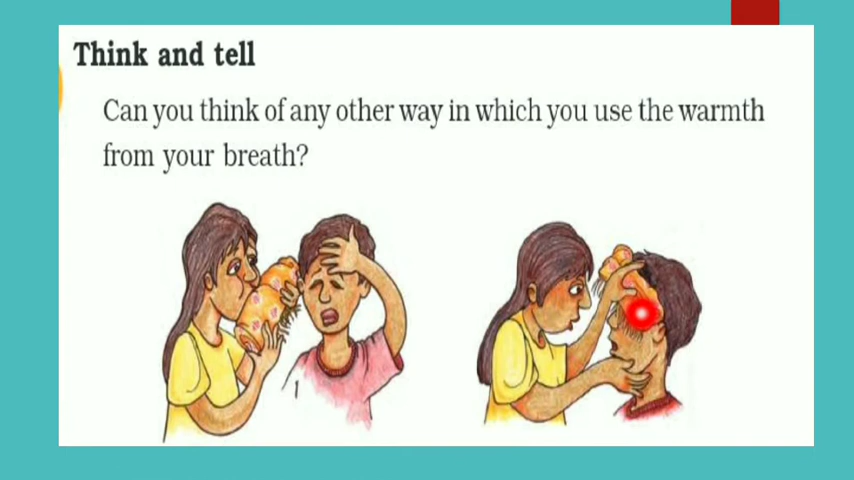 Think and tell
Can you think of any other way in which you use the warmth
from your breath?